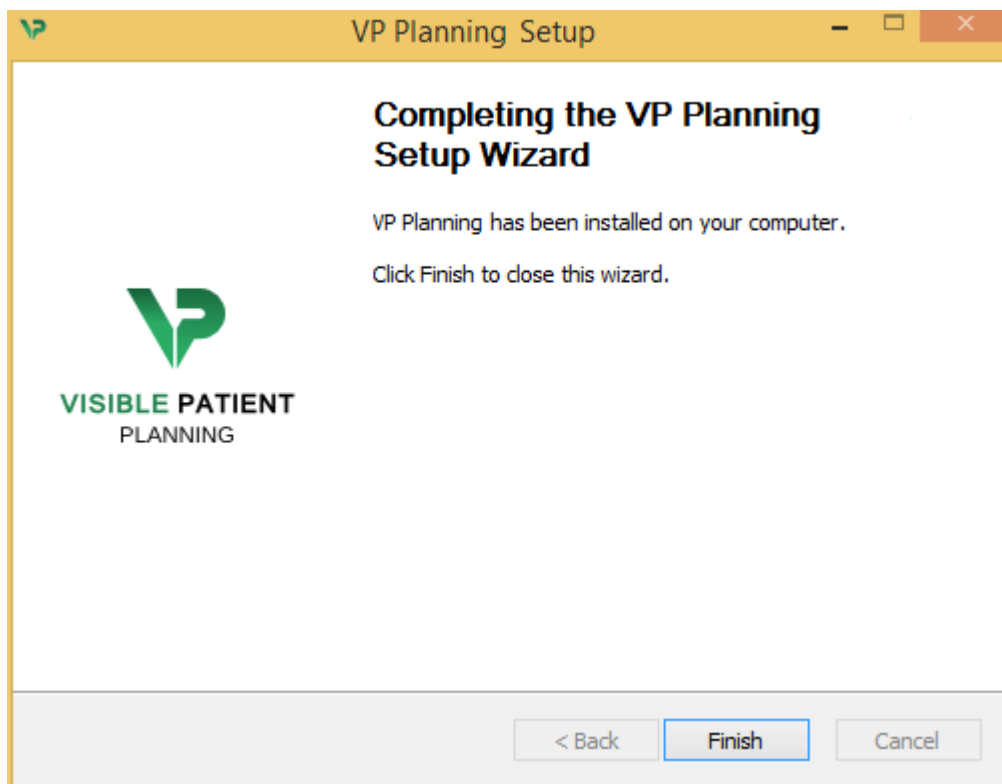 VP Planning Setup
Completing the VP Planning
Setup Wizard
VP Planning has been installed on your computer.
Click Finish to close this wizard.
VP
VISIBLE PATIENT
PLANNING
< Back
Finish
Cancel